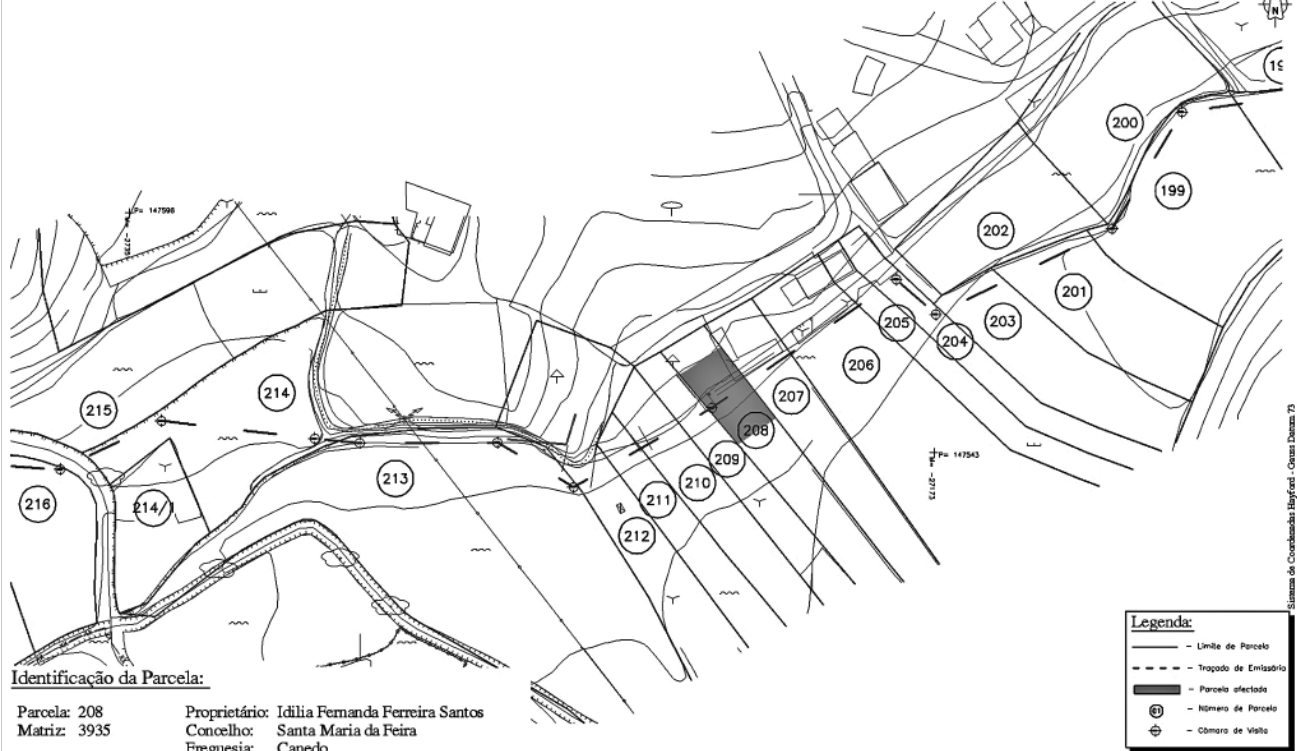 N
19
200
199
P= 147598
202
201
205
203
204
206
214
207
215
208
P= 147543
209
213
210
216
214/1
211
212
Sistema de Coordenadas Hayford - Gauss Datum 73
Legenda:
- Limite de Parcela
- Traçado de Emissário
- Parcela afectada
- Número de Parcela
- Câmara de Visita
Identificação da Parcela:
Parcela: 208 Proprietário: Idilia Fernanda Ferreira Santos
Matriz: 3935 Concelho: Santa Maria da Feira
Freguesia: Canedo